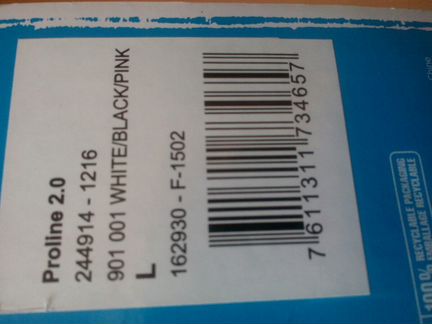 Proline 2.0
244914 - 1216
901 001 WHITE/BLACK/PINK
L
162930 - F-1502
7 611311 734657
100%
RECYCLABLE PACKAGING
EMBALLAGE RECYCLABLE